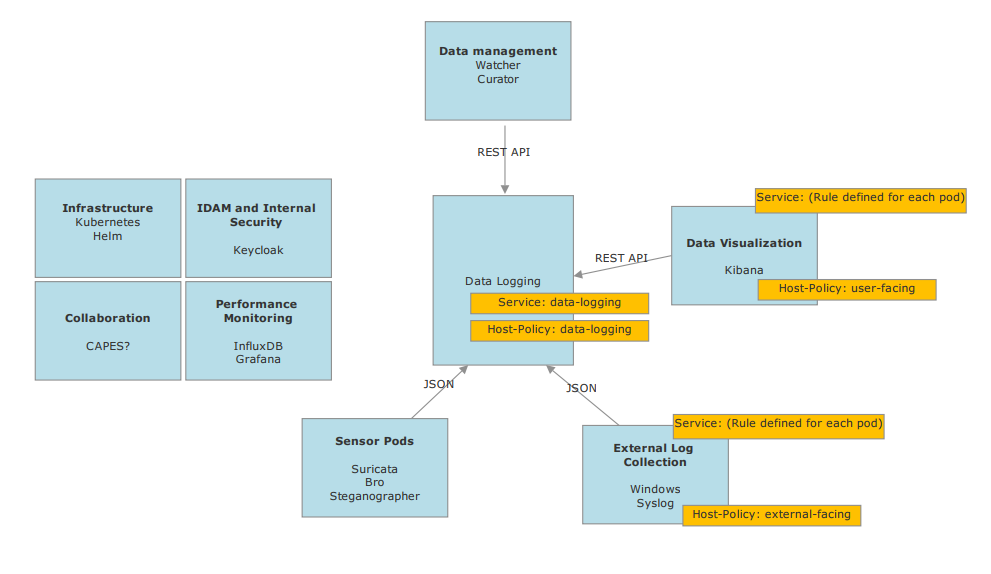 Data management
Watcher
Curator
REST API
Infrastructure
Kubernetes
Helm
IDAM and Internal
Security
Keycloak
Collaboration
CAPES?
Performance
Monitoring
InfluxDB
Grafana
Data Logging
Service: data-logging
Host-Policy: data-logging
REST API
Service: (Rule defined for each pod)
Data Visualization
Kibana
Host-Policy: user-facing
JSON
JSON
Sensor Pods
Suricata
Bro
Steganographer
Service: (Rule defined for each pod)
External Log
Collection
Windows
Syslog
Host-Policy: external-facing